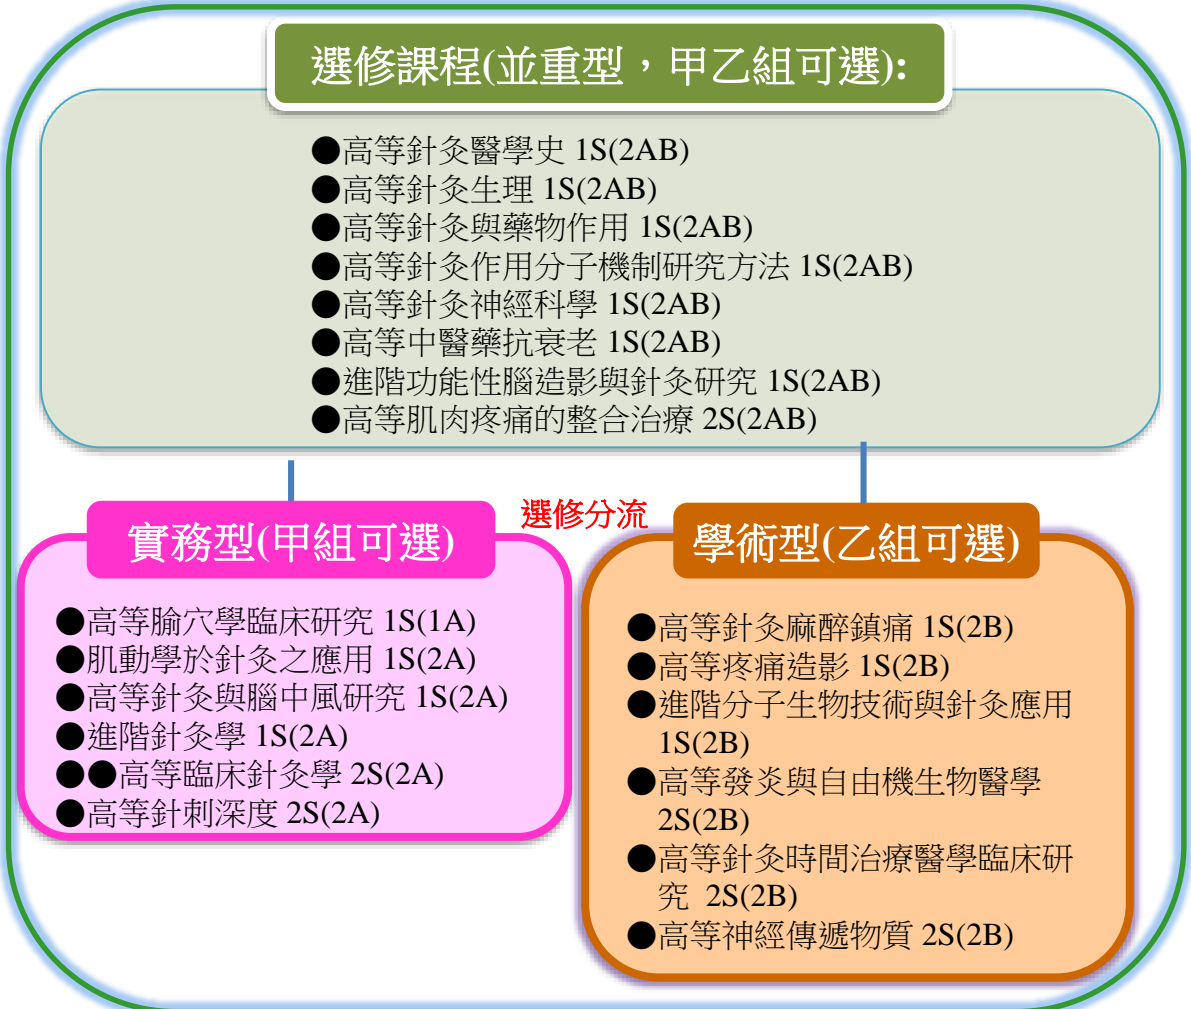 選修課程(並重型，甲乙組可選):
●高等針灸醫學史 1S(2AB)
●高等針灸生理 1S(2AB)
●高等針灸與藥物作用 1S(2AB)
●高等針灸作用分子機制研究方法 1S(2AB)
●高等針灸神經科學 1S(2AB)
●高等中醫藥抗衰老 1S(2AB)
●進階功能性腦造影與針灸研究 1S(2AB)
●高等肌肉疼痛的整合治療 2S(2AB)
選修分流
實務型(甲組可選)
●高等腧穴學臨床研究 1S(1A)
●肌動學於針灸之應用 1S(2A)
●高等針灸與腦中風研究 1S(2A)
●進階針灸學 1S(2A)
●●高等臨床針灸學 2S(2A)
●高等針刺深度 2S(2A)
學術型(乙組可選)
●高等針灸麻醉鎮痛 1S(2B)
●高等疼痛造影 1S(2B)
●進階分子生物技術與針灸應用
1S(2B)
●高等發炎與自由機生物醫學
2S(2B)
●高等針灸時間治療醫學臨床研
究 2S(2B)
●高等神經傳遞物質 2S(2B)